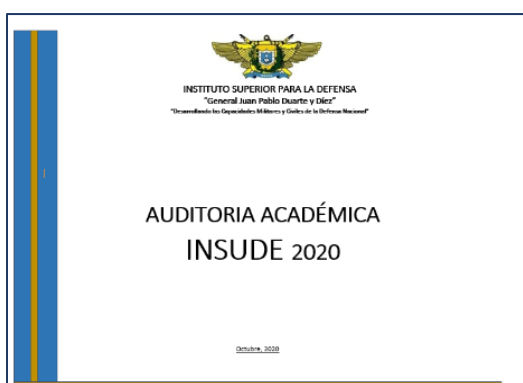 INSTITUTO SUPERIOR PARA LA DEFENSA
"General Juan Pablo Duarte y Díez"
"Desarrollando las Capacidades Militares y Civiles de la Defensa Nacional"
AUDITORIA ACADÉMICA
INSUDE 2020
Octubre, 2020